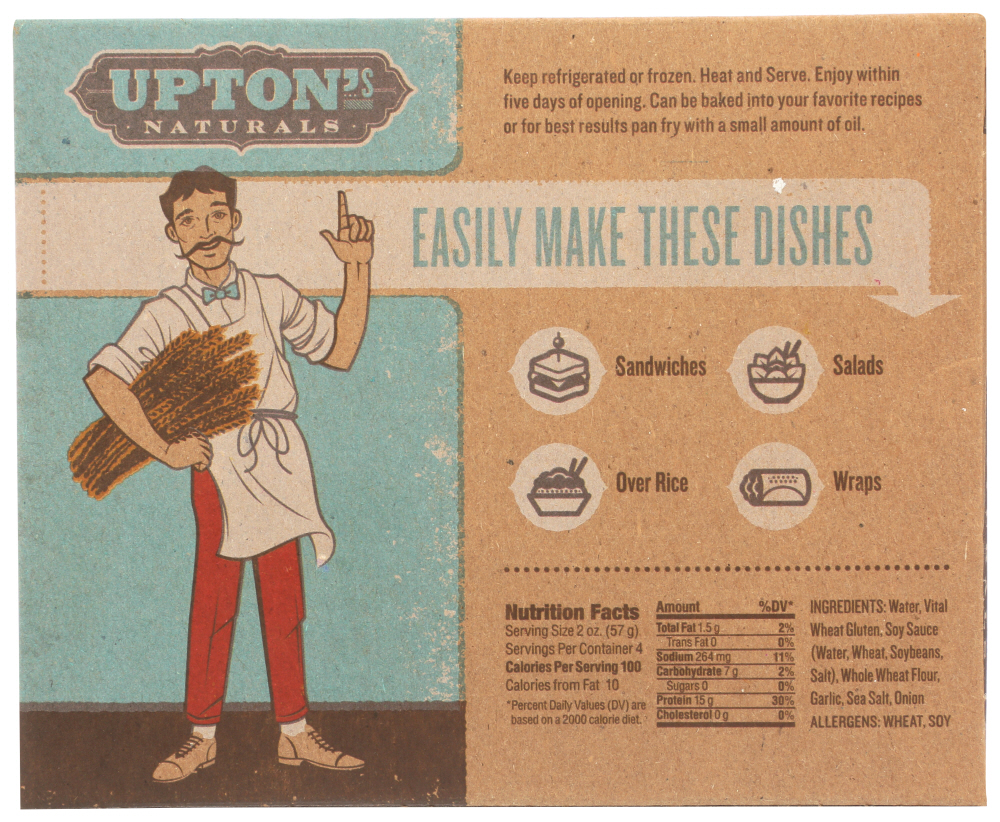 UPTON'S
NATURALS
Keep refrigerated or frozen. Heat and Serve. Enjoy within
five days of opening. Can be baked into your favorite recipes
or for best results pan fry with a small amount of oil.
EASILY MAKE THESE DISHES
Sandwiches
Salads
Over Rice
Wraps
Nutrition Facts
Serving Size 2 oz. (57 g)
Servings Per Container 4
Calories Per Serving 100
Calories from Fat 10
*Percent Daily Values (DV) are
based on a 2000 calorie diet.
Amount %DV*
Total Fat 1.5 g 2%
Trans Fat 0 0%
Sodium 264 mg 11%
Carbohydrate 7 g 2%
Sugars 0 0%
Protein 15 g 30%
Cholesterol 0 g 0%
INGREDIENTS: Water, Vital
Wheat Gluten, Soy Sauce
(Water, Wheat, Soybeans,
Salt), Whole Wheat Flour,
Garlic, Sea Salt, Onion
ALLERGENS: WHEAT, SOY